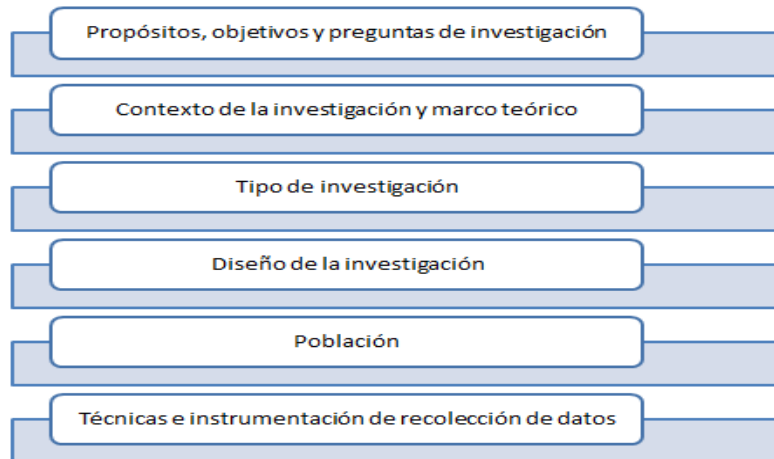 Propósitos, objetivos y preguntas de investigación
Contexto de la investigación y marco teórico
Tipo de investigación
Diseño de la investigación
Población
Técnicas e instrumentación de recolección de datos